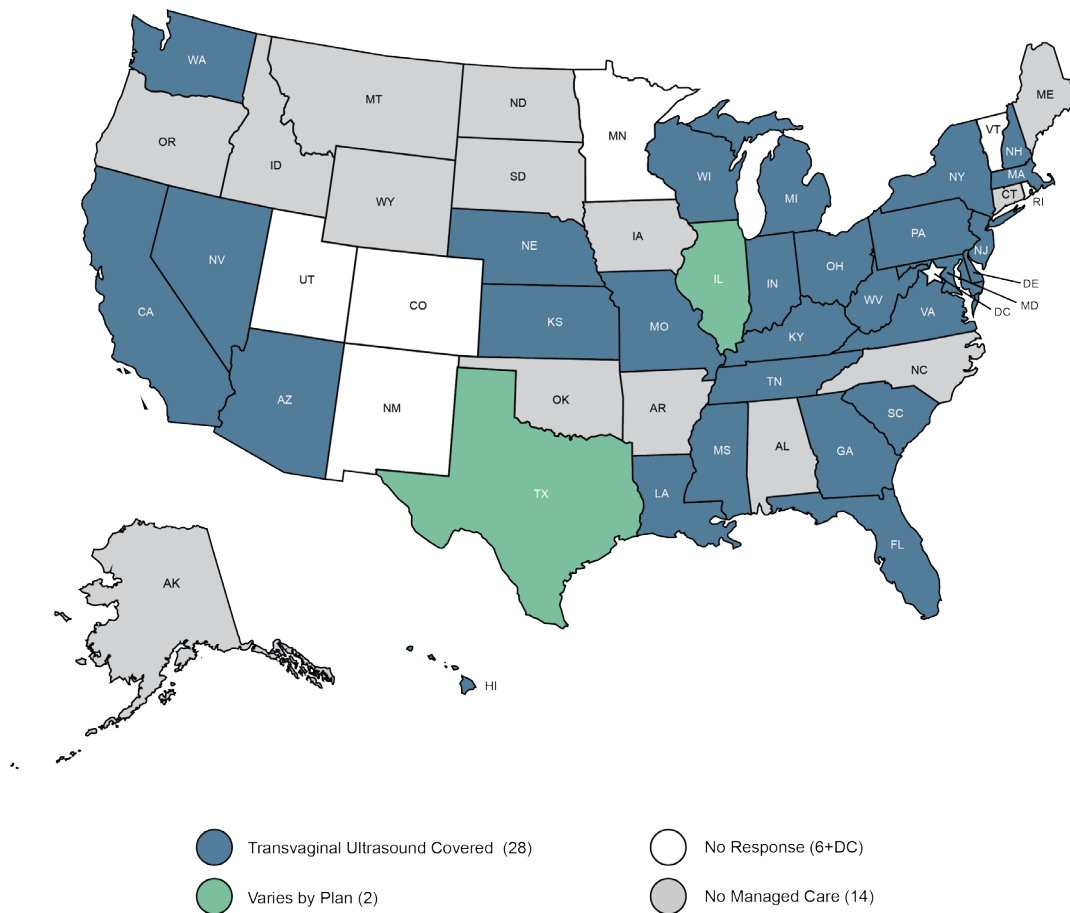 WA
MT
ND
MN
ME
VT
OR
NH
ID
SD
WI
NY
MA
MI
WY
CT
RI
IA
PA
NE
NJ
NV
OH
UT
IL
IN
DE
CO
WV
MD
CA
DC
VA
KS
MO
KY
NC
TN
AZ
OK
NM
AR
SC
MS
AL
GA
TX
LA
FL
AK
HI
Transvaginal Ultrasound Covered (28)
No Response (6+DC)
Varies by Plan (2)
No Managed Care (14)